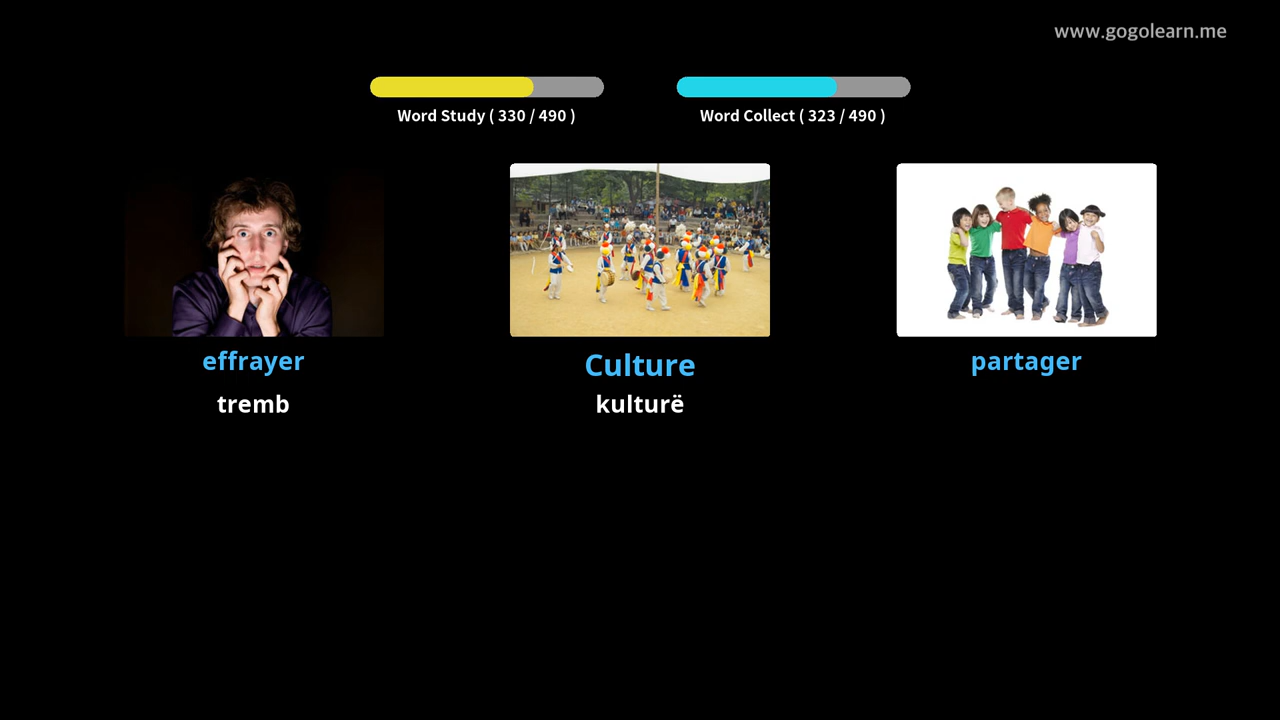 www.gogolearn.me
Word Study ( 330 / 490 )
Word Collect ( 323 / 490 )
effrayer
Culture
partager
tremb
kulturë